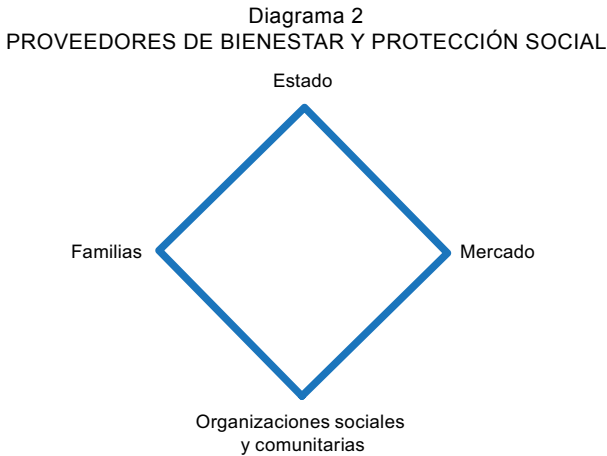 Diagrama 2
PROVEEDORES DE BIENESTAR Y PROTECCIÓN SOCIAL
Estado
Familias
Mercado
Organizaciones sociales
y comunitarias